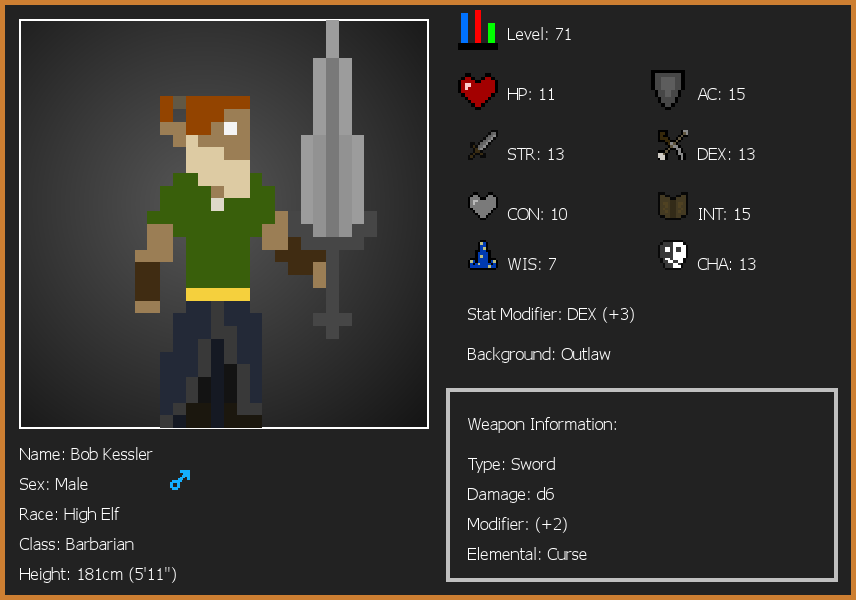 Level: 71
HP: 11
AC: 15
STR: 13
DEX: 13
CON: 10
INT: 15
WIS: 7
CHA: 13
Stat Modifier: DEX (+3)
Background: Outlaw
Weapon Information:
Type: Sword
Damage: d6
Modifier: (+2)
Elemental: Curse
Name: Bob Kessler
Sex: Male
Race: High Elf
Class: Barbarian
Height: 181cm (5'11")